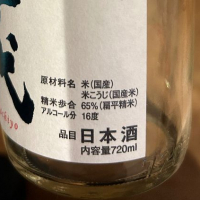 原材料名 米(国産)
米こうじ(国産米)
精米歩合 65%(扁平精米)
アルコール分 16度
品目 日本酒
内容量720ml